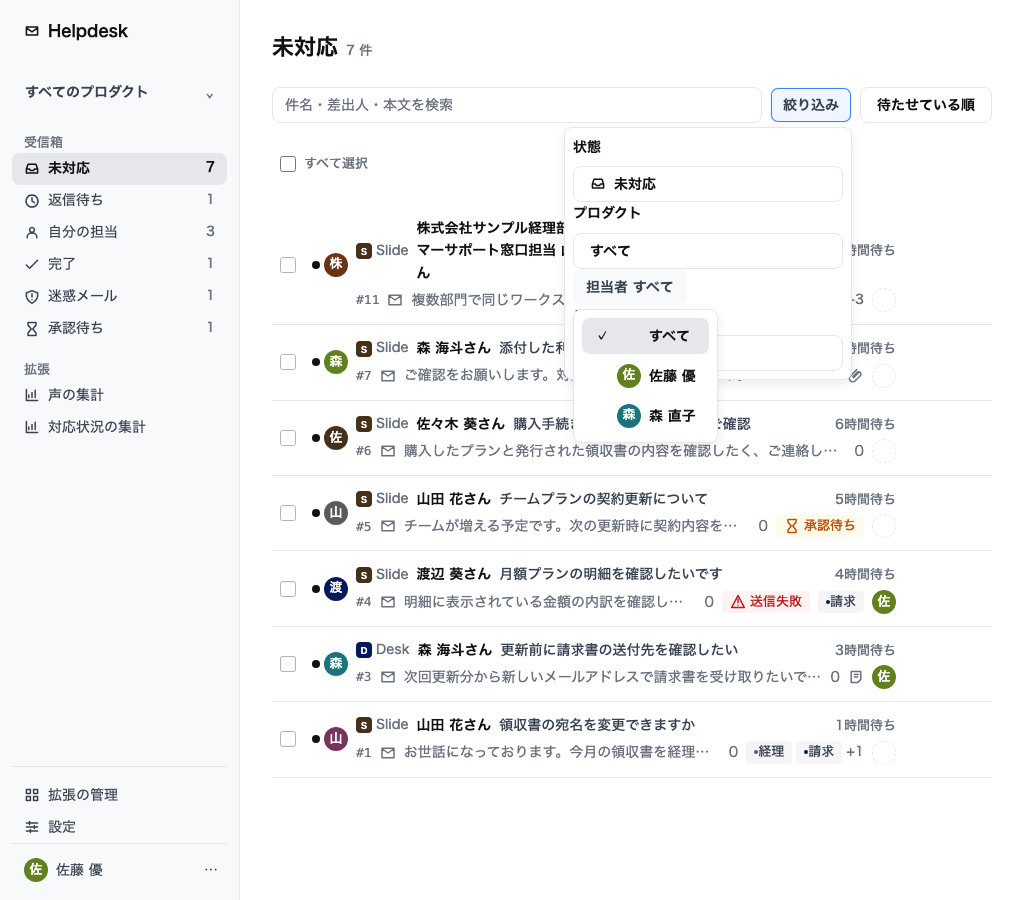 Helpdesk
すべてのプロダクト
受信箱
未対応 7
返信待ち 1
自分の担当 3
完了 1
迷惑メール 1
承認待ち 1
拡張
声の集計
対応状況の集計
拡張の管理
設定
佐 佐藤 優 …
未対応 7 件
件名・差出人・本文を検索
絞り込み
待たせている順
すべて選択
状態
未対応
プロダクト
すべて
担当者 すべて
✓ すべて
佐 佐藤 優
森 森 直子
株 S Slide 株式会社サンプル経理部
マーサポート窓口担当
ん
時間待ち
#11 複数部門で同じワークス
森 S Slide 森 海斗さん 添付した利
時間待ち
#7 ご確認をお願いします。
佐 S Slide 佐々木 葵さん 購入手続き
確認 6時間待ち
#6 購入したプランと発行された領収書の内容を確認したく、ご連絡し… 0
山 S Slide 山田 花さん チームプランの契約更新について 5時間待ち
#5 チームが増える予定です。次の更新時に契約内容を… 0 承認待ち
渡 S Slide 渡辺 葵さん 月額プランの明細を確認したいです 4時間待ち
#4 明細に表示されている金額の内訳を確認し… 0 送信失敗 •請求 佐
森 D Desk 森 海斗さん 更新前に請求書の送付先を確認したい 3時間待ち
#3 次回更新分から新しいメールアドレスで請求書を受け取りたいで… 0 佐
山 S Slide 山田 花さん 領収書の宛名を変更できますか 1時間待ち
#1 お世話になっております。今月の領収書を経理… 0 •経理 •請求 +1